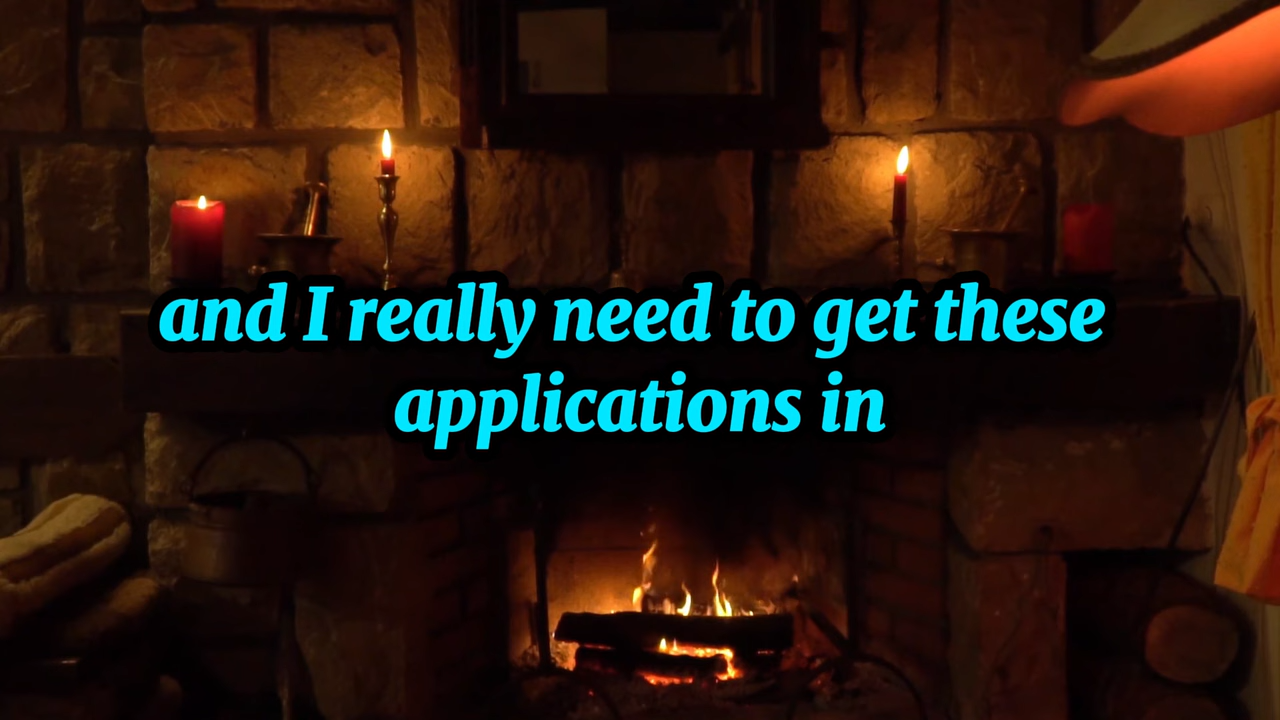 and I really need to get these
applications in